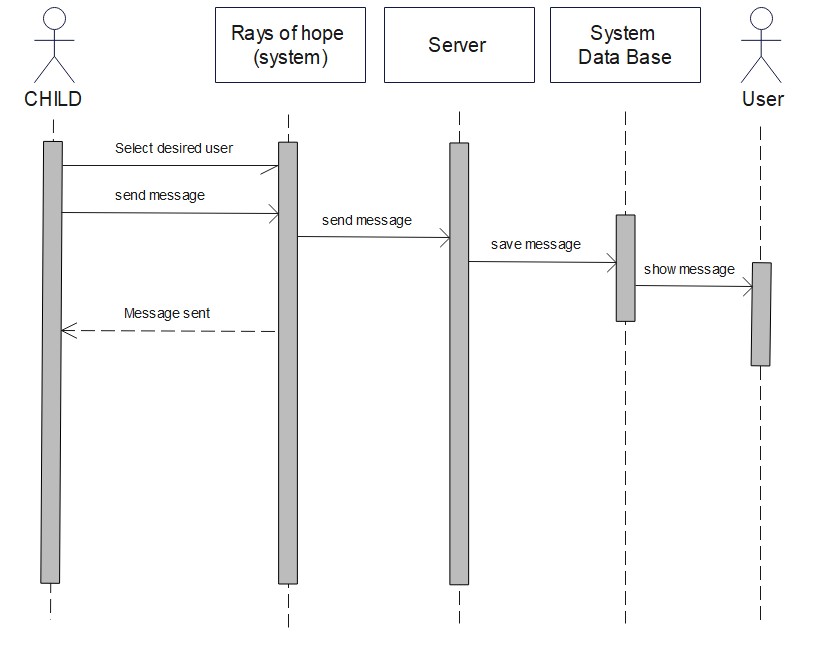 Rays of hope
(system)
Server
System
Data Base
CHILD
User
Select desired user
send message
send message
save message
show message
Message sent